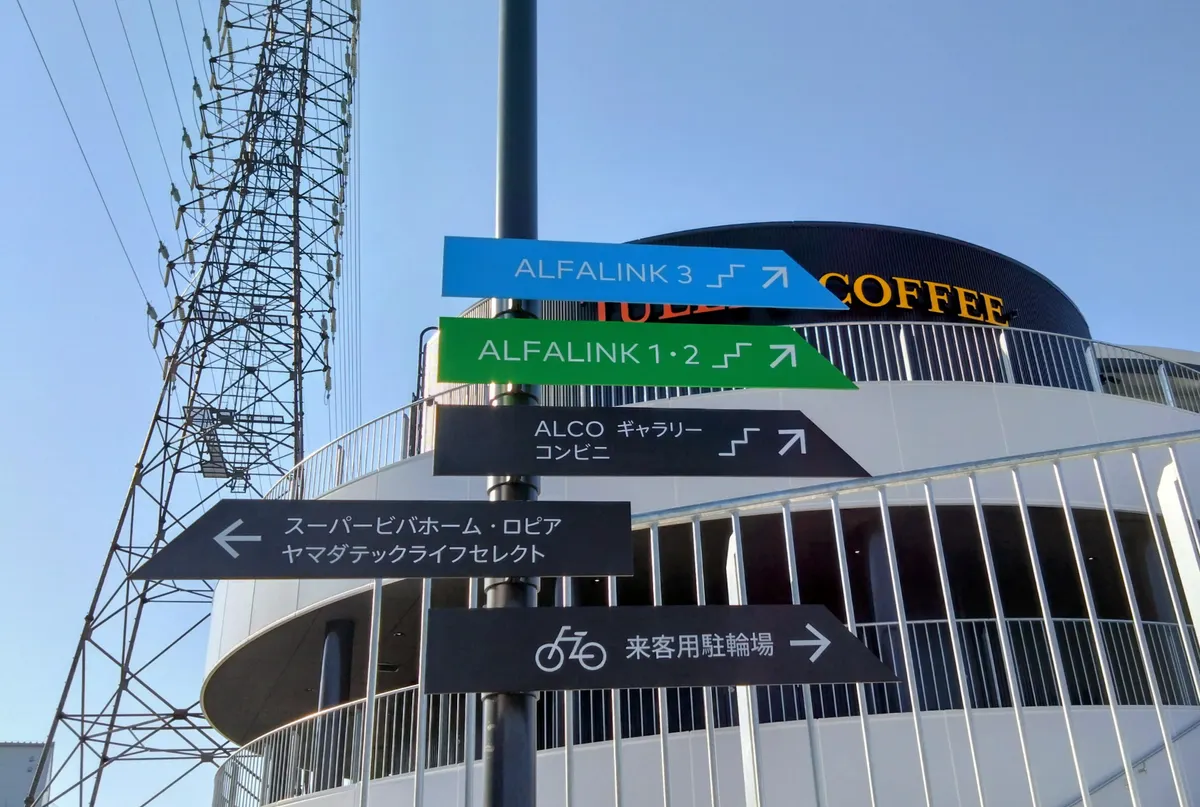 ALFALINK 3
COFFEE
ALFALINK 1・2
ALCO ギャラリー
コンビニ
スーパービバホーム・ロピア
ヤマダテックライフセレクト
来客用駐輪場